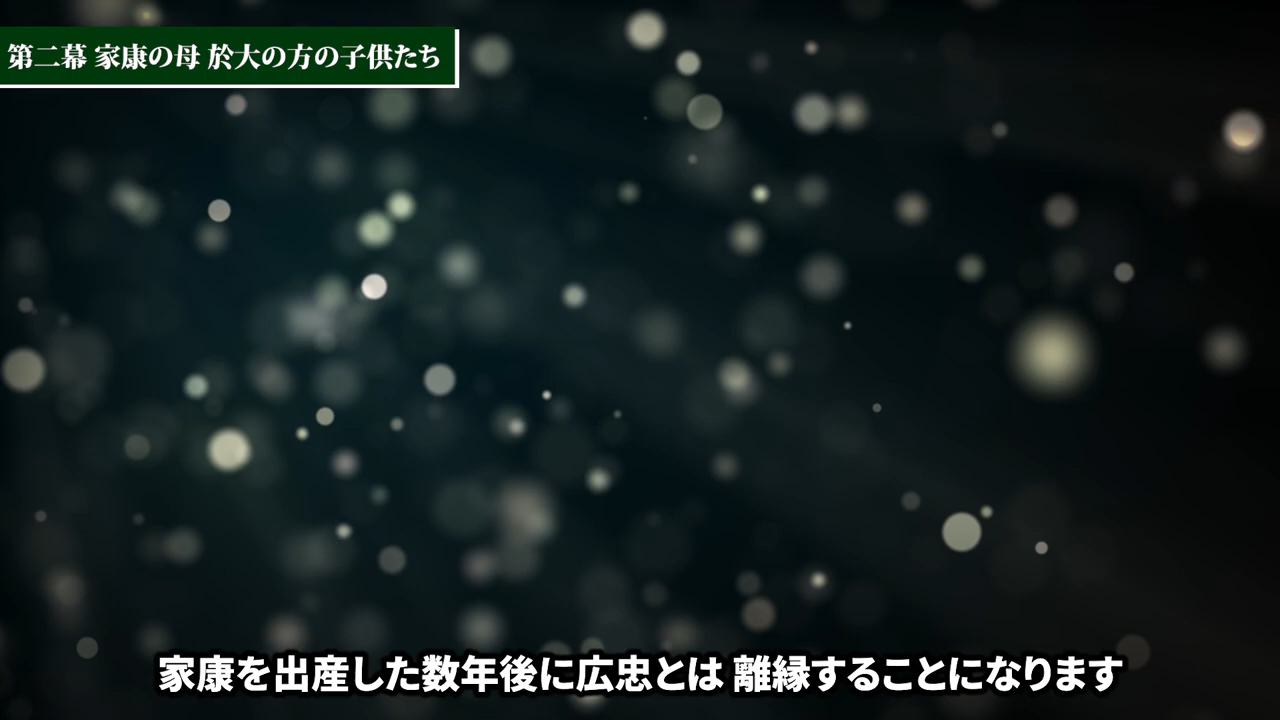 第二幕 家康の母 於大の方の子供たち
家康を出産した数年後に広忠とは 離縁することになります